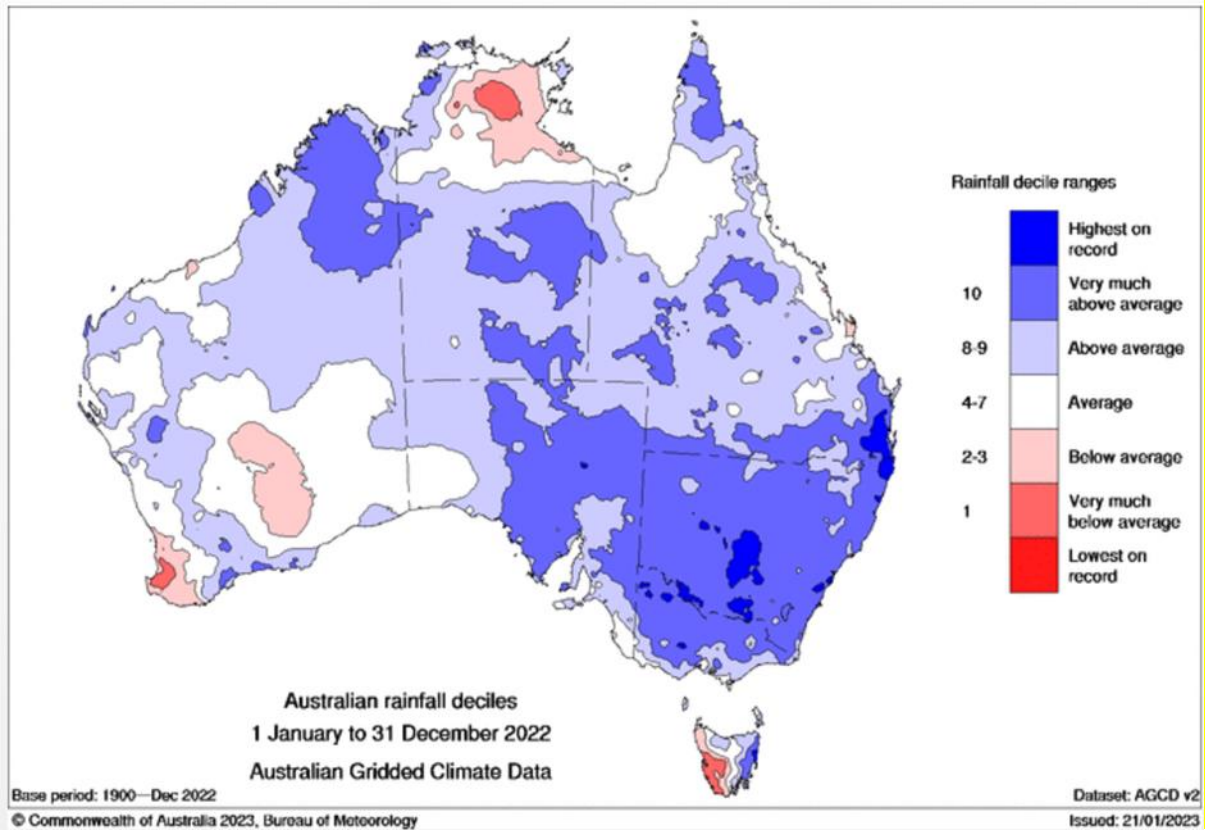 Rainfall decile ranges
Highest on
record
10
Very much
above average
8-9
Above average
4-7
Average
2-3
Below average
1
Very much
below average
Lowest on
record
Australian rainfall deciles
1 January to 31 December 2022
Australian Gridded Climate Data
Base period: 1900—Dec 2022
Dataset: AGCD v2
© Commonwealth of Australia 2023, Bureau of Meteorology
Issued: 21/01/2023